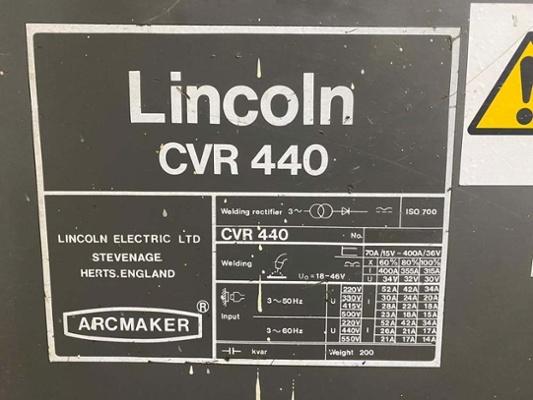 Lincoln
CVR 440
LINCOLN ELECTRIC LTD
STEVENAGE
HERTS.ENGLAND
ARCMAKER ®
Welding rectifier 3~ ISO 700
CVR 440 No.
Welding
U₀=18-46V
70A/15V-400A/36V
X 60% 80% 100%
I 400A 355A 315A
U 34V 32V 30V
Input
3~50Hz
U
220V 52A 42A 34A
330V 30A 24A 20A
415V 28A 22A 18A
500V 23A 18A 15A
3~60Hz
220V 52A 42A 34A
440V 26A 21A 17A
550V 21A 17A 14A
I
kvar Weight 200